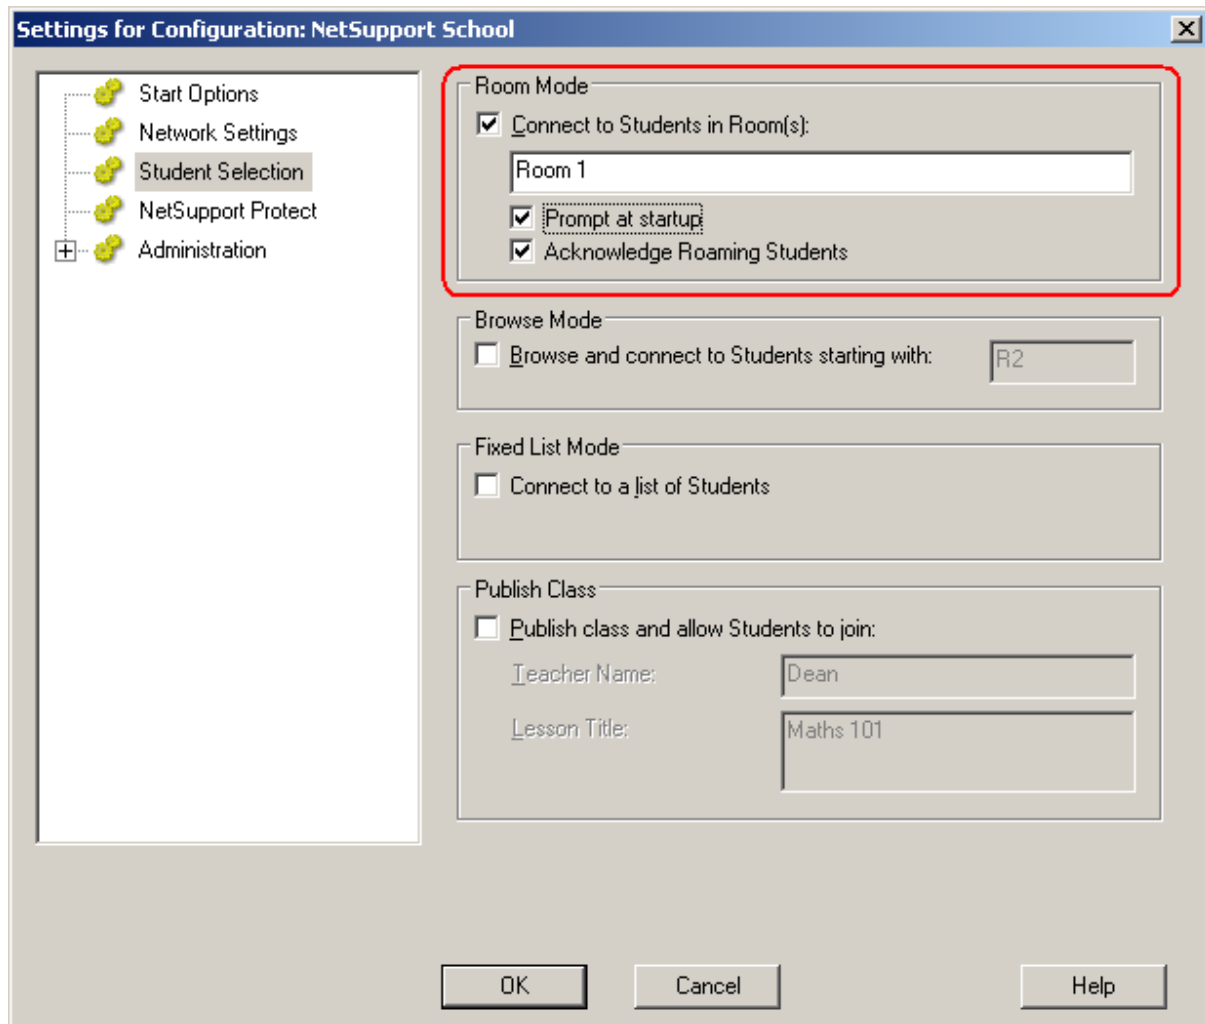 Settings for Configuration: NetSupport School
Start Options
Network Settings
Student Selection
NetSupport Protect
Administration
Room Mode
Connect to Students in Room(s):
Room 1
Prompt at startup
Acknowledge Roaming Students
Browse Mode
Browse and connect to Students starting with: R2
Fixed List Mode
Connect to a list of Students
Publish Class
Publish class and allow Students to join:
Teacher Name: Dean
Lesson Title: Maths 101
OK Cancel Help